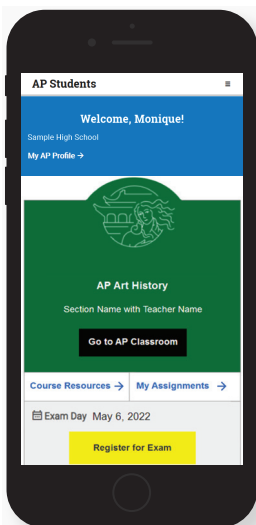 AP Students
Welcome, Monique!
Sample High School
My AP Profile →
AP Art History
Section Name with Teacher Name
Go to AP Classroom
Course Resources →
My Assignments →
Exam Day May 6, 2022
Register for Exam